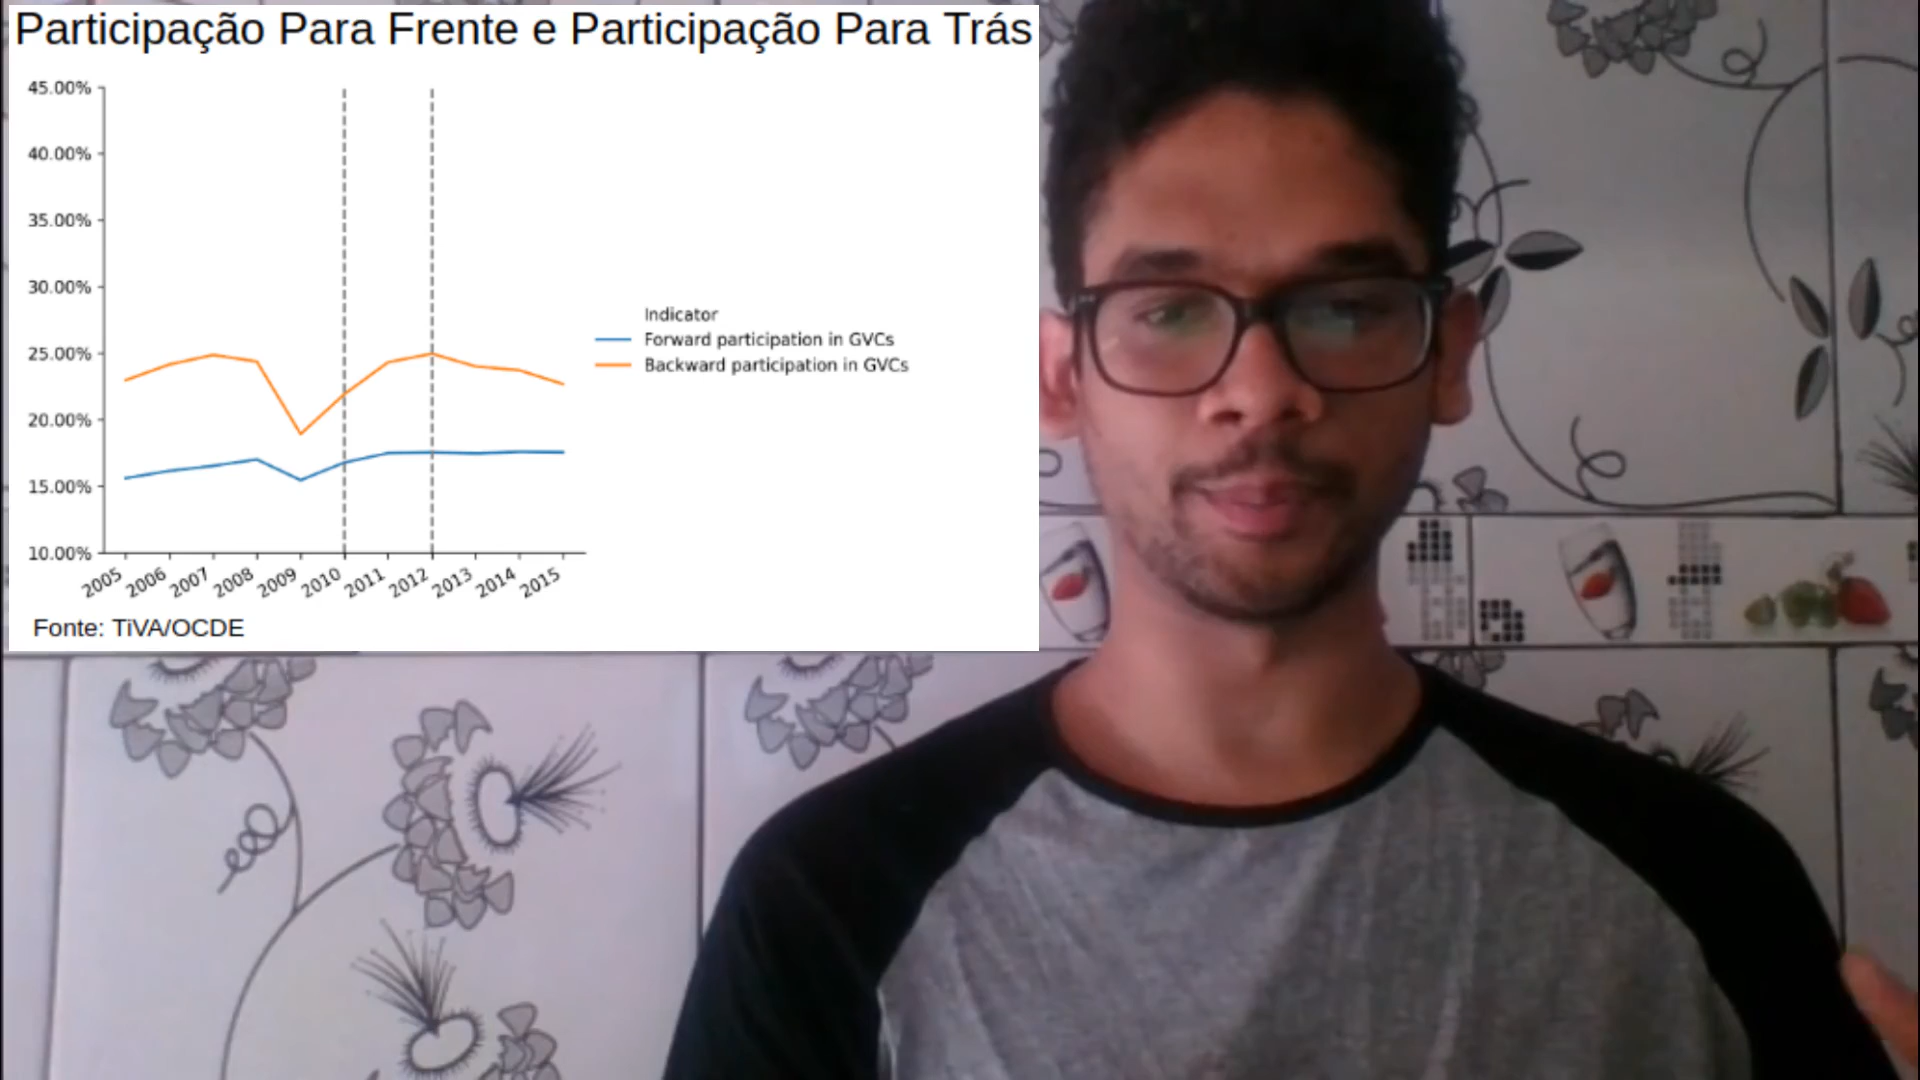 Participação Para Frente e Participação Para Trás
45.00%
40.00%
35.00%
30.00%
25.00%
20.00%
15.00%
10.00%
Indicator
Forward participation in GVCs
Backward participation in GVCs
2005 2006 2007 2008 2009 2010 2011 2012 2013 2014 2015
Fonte: TiVA/OCDE